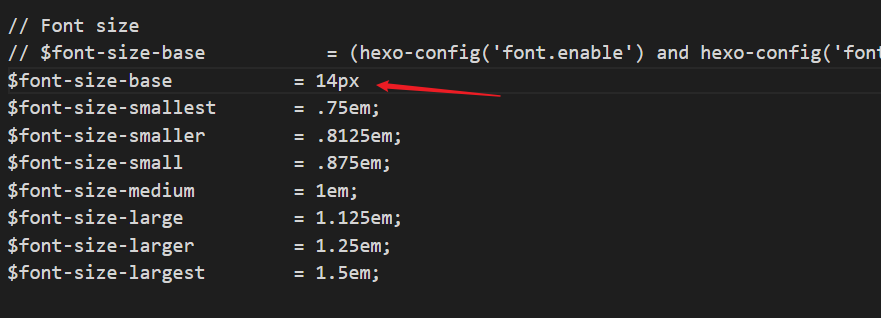 // Font size
// $font-size-base           = (hexo-config('font.enable') and hexo-config('font
$font-size-base           = 14px
$font-size-smallest       = .75em;
$font-size-smaller        = .8125em;
$font-size-small          = .875em;
$font-size-medium         = 1em;
$font-size-large          = 1.125em;
$font-size-larger         = 1.25em;
$font-size-largest        = 1.5em;